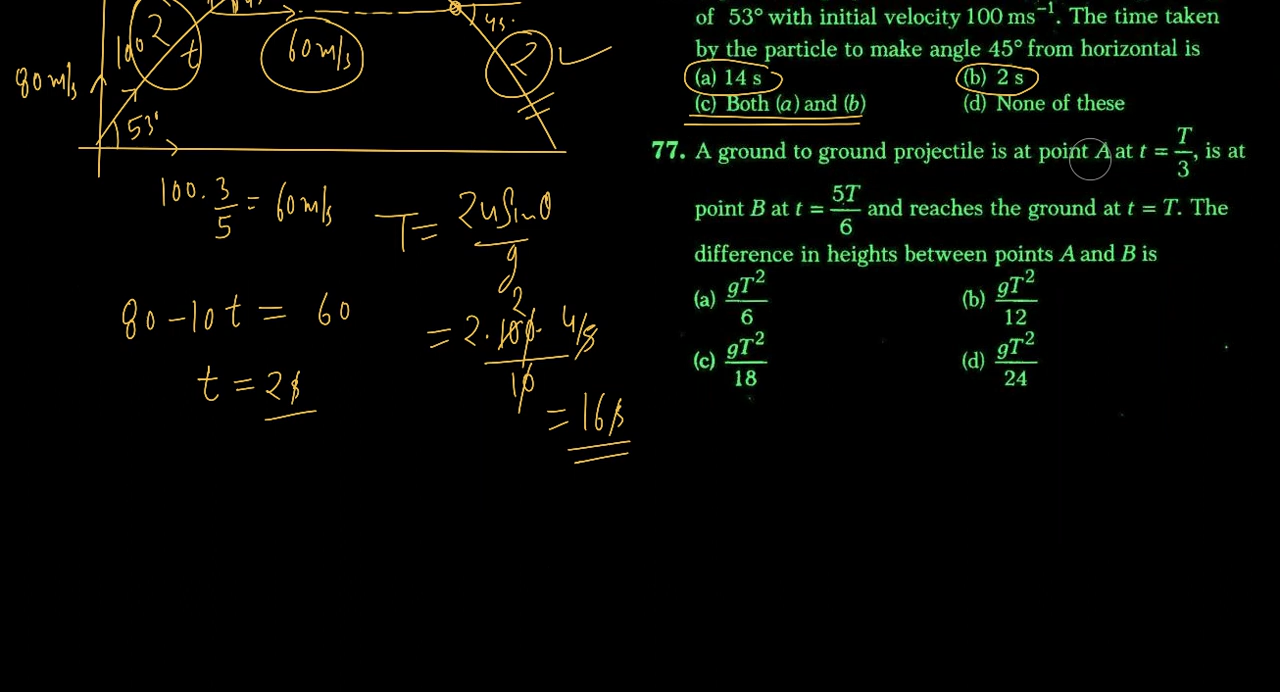 of 53° with initial velocity 100 ms⁻¹. The time taken
by the particle to make angle 45° from horizontal is
(a) 14 s (b) 2 s
(c) Both (a) and (b) (d) None of these
77. A ground to ground projectile is at point A at t = T/3, is at
point B at t = 5T/6 and reaches the ground at t = T. The
difference in heights between points A and B is
(a) gT²/6 (b) gT²/12
(c) gT²/18 (d) gT²/24
100 2 t
60 m/s
45°
2
80 m/s
53°
100 . 3/5 = 60 m/s
80 - 10t = 60
t = 2s
T = 2u Sinθ/g
= 2 . 100 . 4/5 / 10
2
= 16s